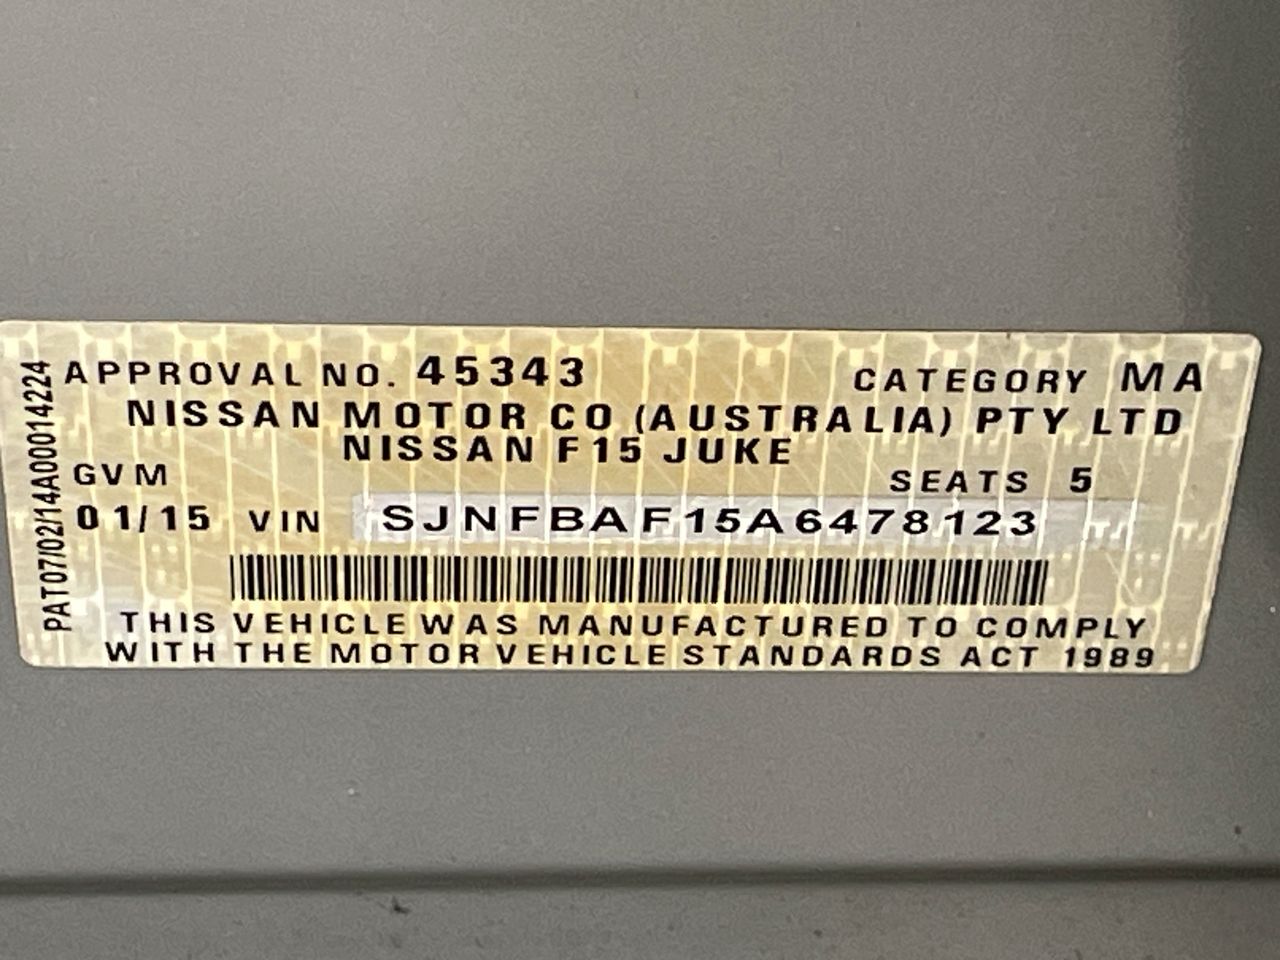 APPROVAL NO. 45343 CATEGORY MA
NISSAN MOTOR CO (AUSTRALIA) PTY LTD
NISSAN F15 JUKE
GVM SEATS 5
01/15 VIN SJNFBAF15A6478123
THIS VEHICLE WAS MANUFACTURED TO COMPLY
WITH THE MOTOR VEHICLE STANDARDS ACT 1989
PAT07/02/14A00014224